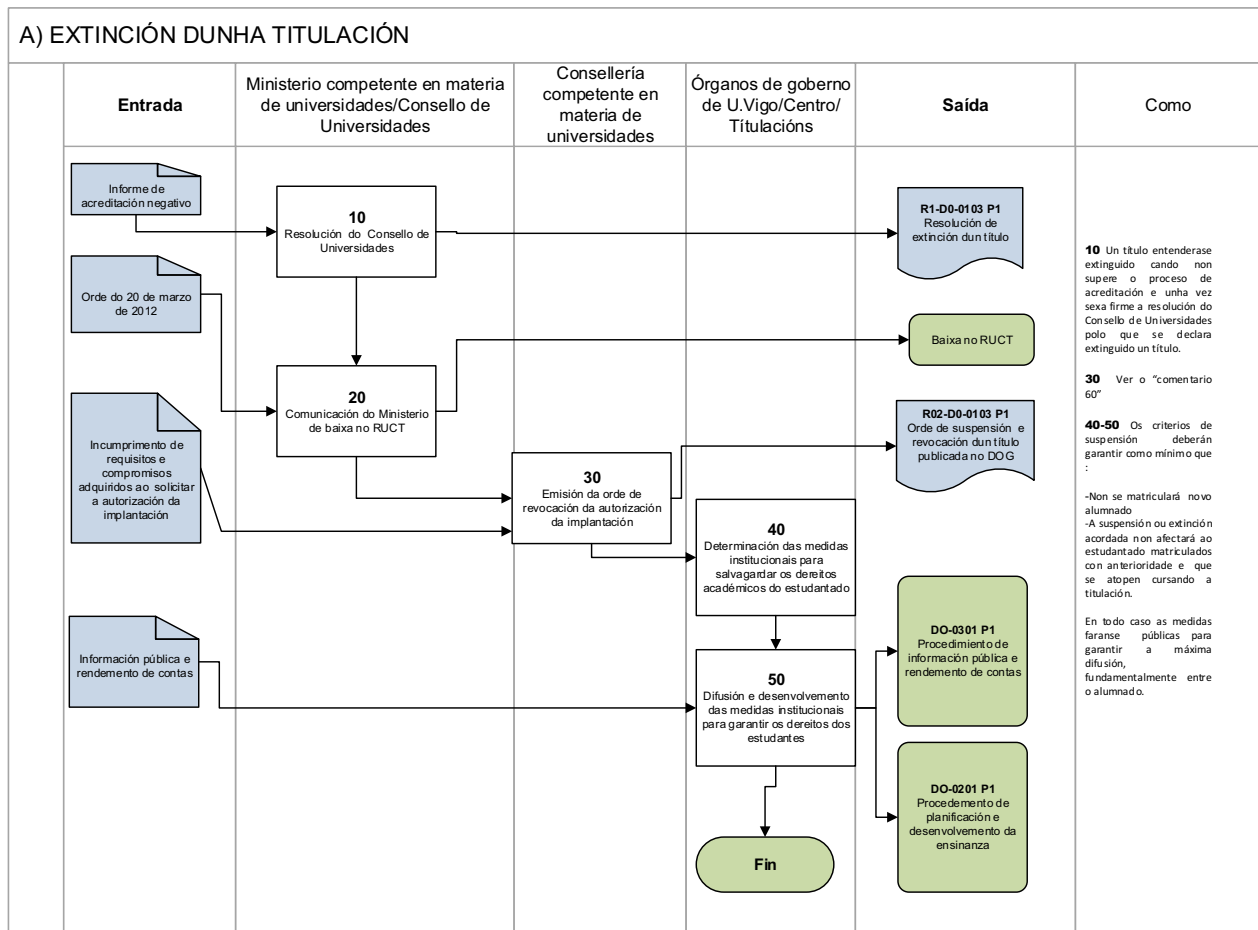 A) EXTINCIÓN DUNHA TITULACIÓN
Entrada
Ministerio competente en materia
de universidades/Consello de
Universidades
Consellería
competente en
materia de
universidades
Órganos de goberno
de U.Vigo/Centro/
Títulacións
Saída
Como
Informe de
acreditación negativo
10
Resolución do Consello de
Universidades
R1-D0-0103 P1
Resolución de
extinción dun título
Orde do 20 de marzo
de 2012
Baixa no RUCT
20
Comunicación do Ministerio
de baixa no RUCT
Incumprimento de
requisitos e
compromisos
adquiridos ao solicitar
a autorización da
implantación
30
Emisión da orde de
revocación da autorización
da implantación
R02-D0-0103 P1
Orde de suspensión e
revocación dun título
publicada no DOG
40
Determinación das medidas
institucionais para
salvagardar os dereitos
académicos do estudantado
Información pública e
rendemento de contas
50
Difusión e desenvolvemento
das medidas institucionais
para garantir os dereitos dos
estudantes
DO-0301 P1
Procedimiento de
información pública e
rendemento de contas
DO-0201 P1
Procedemento de
planificación e
desenvolvemento da
ensinanza
Fin
10 Un título entenderase
extinguido cando non
supere o proceso de
acreditación e unha vez
sexa firme a resolución do
Consello de Universidades
polo que se declara
extinguido un título.
30 Ver o “comentario
60”
40-50 Os criterios de
suspensión deberán
garantir como mínimo que
:
-Non se matriculará novo
alumnado
-A suspensión ou extinción
acordada non afectará ao
estudantado matriculados
con anterioridade e que
se atopen cursando a
titulación.
En todo caso as medidas
faranse públicas para
garantir a máxima
difusión,
fundamentalmente entre
o alumnado.